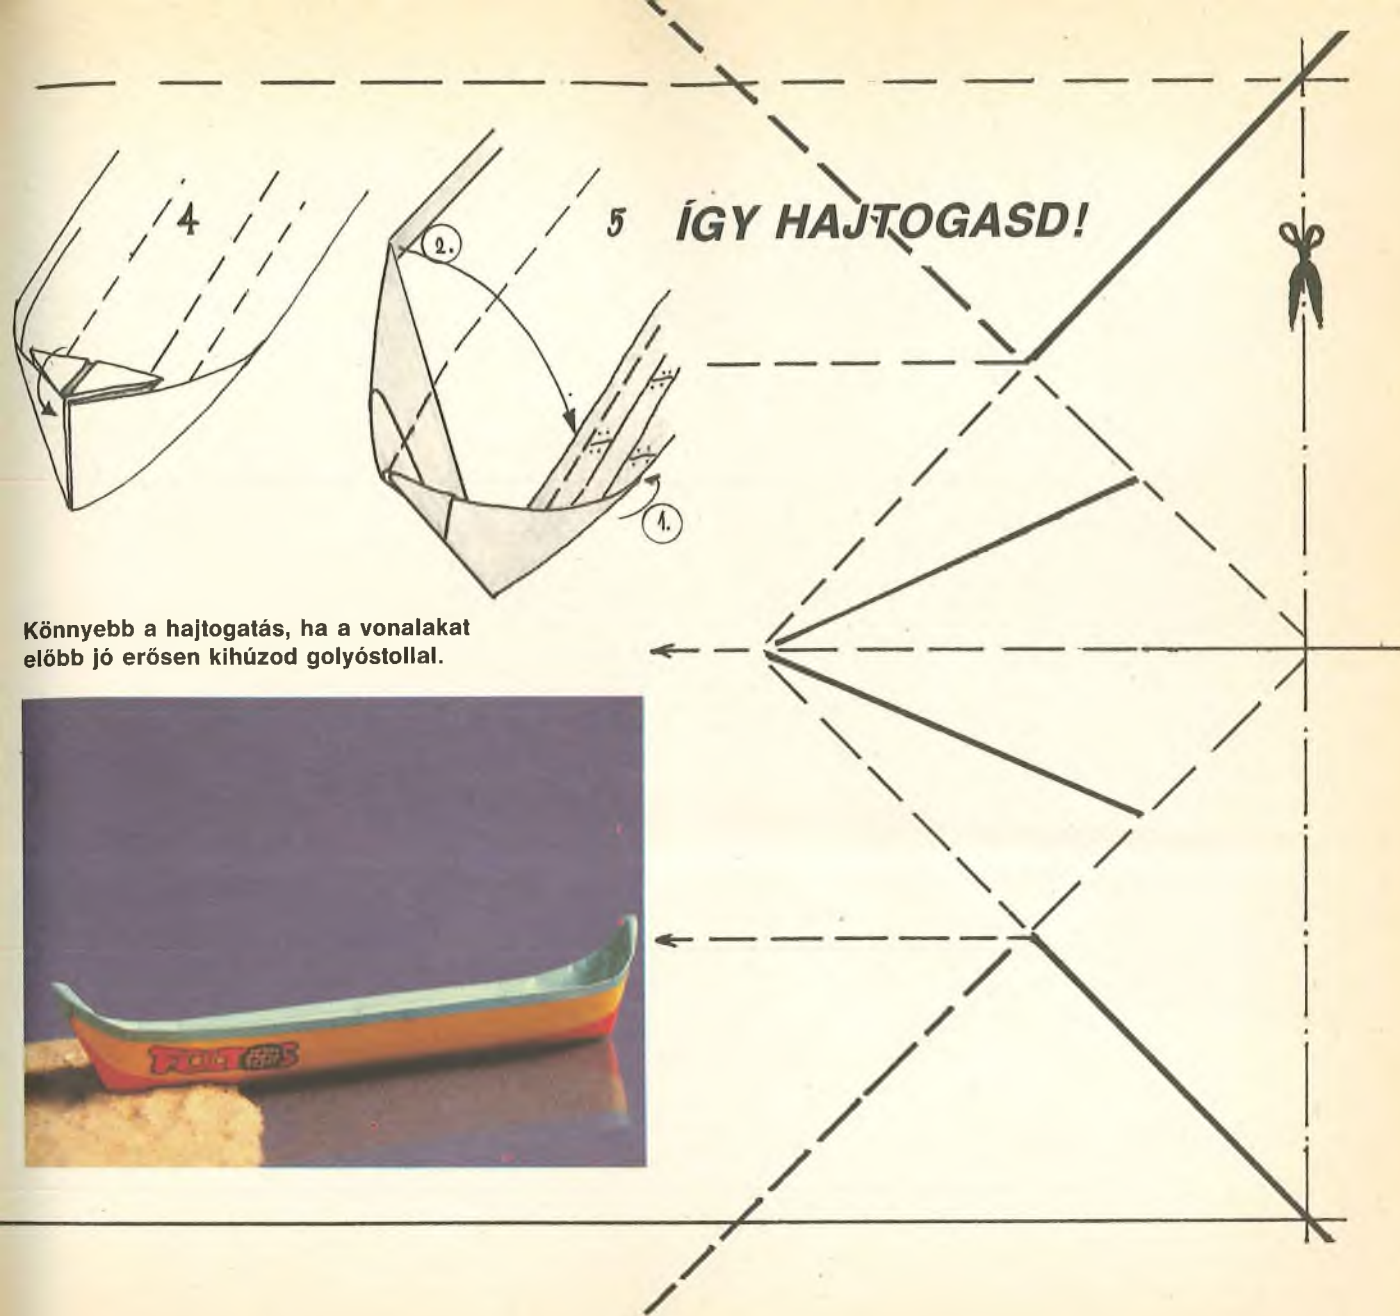 4
2.
5
ÍGY HAJTOGASD!
1.
Könnyebb a hajtogatás, ha a vonalakat
előbb jó erősen kihúzod golyóstollal.